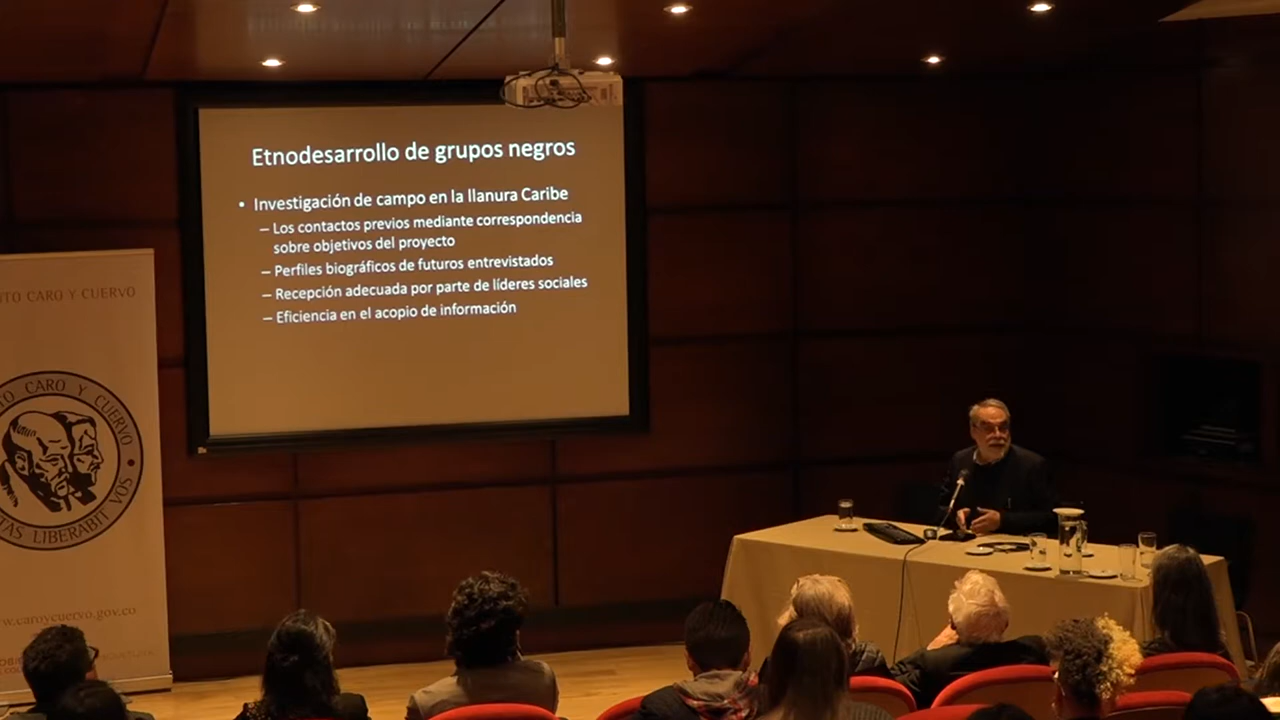 Etnodesarrollo de grupos negros
• Investigación de campo en la llanura Caribe
– Los contactos previos mediante correspondencia
sobre objetivos del proyecto
– Perfiles biográficos de futuros entrevistados
– Recepción adecuada por parte de líderes sociales
– Eficiencia en el acopio de información
CARO Y CUERVO
CARO Y CUERVO
LIBERABIT VOS
w.caroycuervo.gov.co